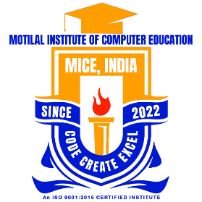 MOTILAL INSTITUTE OF COMPUTER EDUCATION
MICE, INDIA
SINCE 2022
CODE CREATE EXCEL
An ISO 9001:2015 CERTIFIED INSTITUTE